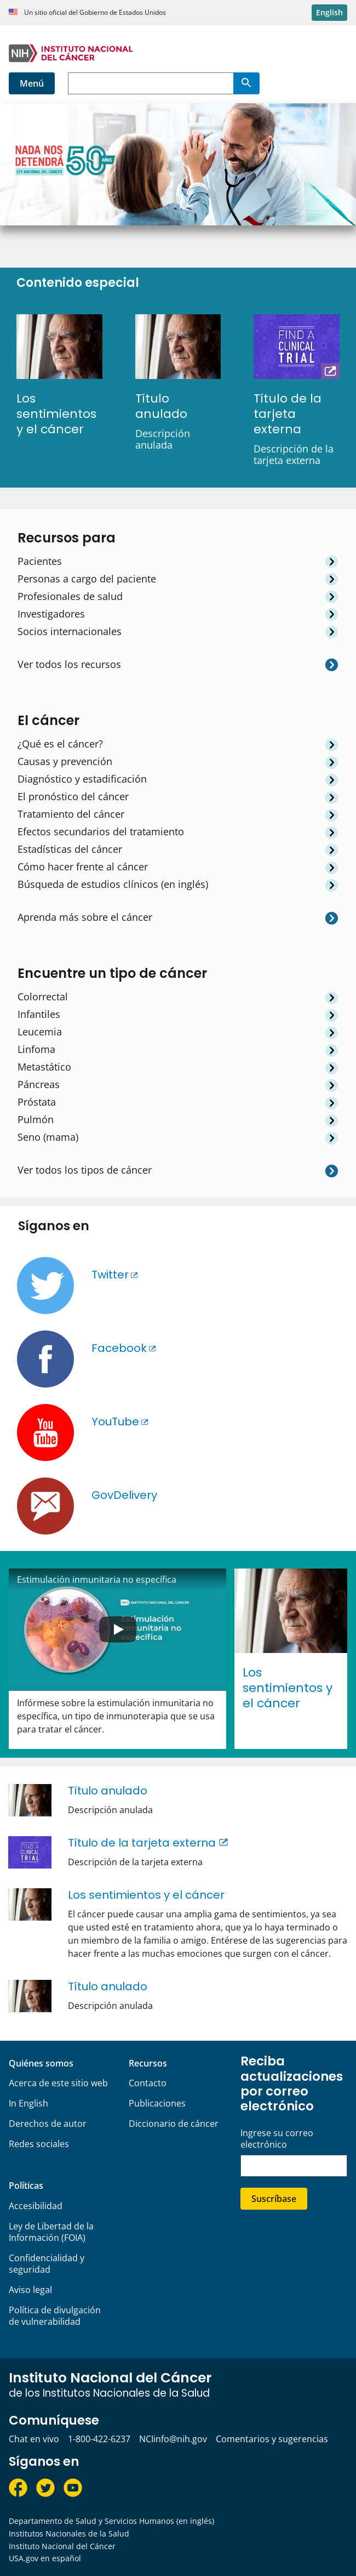 Un sitio oficial del Gobierno de Estados Unidos
English
NIH INSTITUTO NACIONAL
DEL CÁNCER
Menú
NADA NOS
DETENDRÁ
LEY NACIONAL DEL CÁNCER
50 AÑOS
Contenido especial
Los
sentimientos
y el cáncer
Título
anulado
Descripción
anulada
FIND A
CLINICAL
TRIAL
Título de la
tarjeta
externa
Descripción de la
tarjeta externa
Recursos para
Pacientes
Personas a cargo del paciente
Profesionales de salud
Investigadores
Socios internacionales
Ver todos los recursos
El cáncer
¿Qué es el cáncer?
Causas y prevención
Diagnóstico y estadificación
El pronóstico del cáncer
Tratamiento del cáncer
Efectos secundarios del tratamiento
Estadísticas del cáncer
Cómo hacer frente al cáncer
Búsqueda de estudios clínicos (en inglés)
Aprenda más sobre el cáncer
Encuentre un tipo de cáncer
Colorrectal
Infantiles
Leucemia
Linfoma
Metastático
Páncreas
Próstata
Pulmón
Seno (mama)
Ver todos los tipos de cáncer
Síganos en
Twitter
Facebook
You
Tube
YouTube
GovDelivery
Estimulación inmunitaria no específica
NIH INSTITUTO NACIONAL DEL CÁNCER
Estimulación
inmunitaria no
específica
Infórmese sobre la estimulación inmunitaria no
específica, un tipo de inmunoterapia que se usa
para tratar el cáncer.
Los
sentimientos y
el cáncer
Título anulado
Descripción anulada
FIND A
CLINICAL
TRIAL
Título de la tarjeta externa
Descripción de la tarjeta externa
Los sentimientos y el cáncer
El cáncer puede causar una amplia gama de sentimientos, ya sea
que usted esté en tratamiento ahora, que ya lo haya terminado o
un miembro de la familia o amigo. Entérese de las sugerencias para
hacer frente a las muchas emociones que surgen con el cáncer.
Título anulado
Descripción anulada
Quiénes somos
Acerca de este sitio web
In English
Derechos de autor
Redes sociales
Recursos
Contacto
Publicaciones
Diccionario de cáncer
Reciba
actualizaciones
por correo
electrónico
Ingrese su correo
electrónico
Suscríbase
Políticas
Accesibilidad
Ley de Libertad de la
Información (FOIA)
Confidencialidad y
seguridad
Aviso legal
Política de divulgación
de vulnerabilidad
Instituto Nacional del Cáncer
de los Institutos Nacionales de la Salud
Comuníquese
Chat en vivo 1-800-422-6237 NCIinfo@nih.gov Comentarios y sugerencias
Síganos en
Departamento de Salud y Servicios Humanos (en inglés)
Institutos Nacionales de la Salud
Instituto Nacional del Cáncer
USA.gov en español